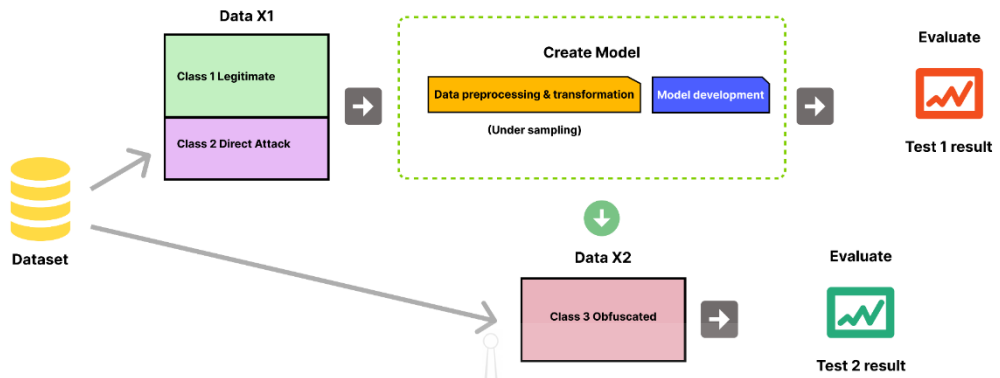 Data X1
Class 1 Legitimate
Class 2 Direct Attack
Create Model
Data preprocessing & transformation
Model development
(Under sampling)
Evaluate
Test 1 result
Dataset
Data X2
Class 3 Obfuscated
Evaluate
Test 2 result